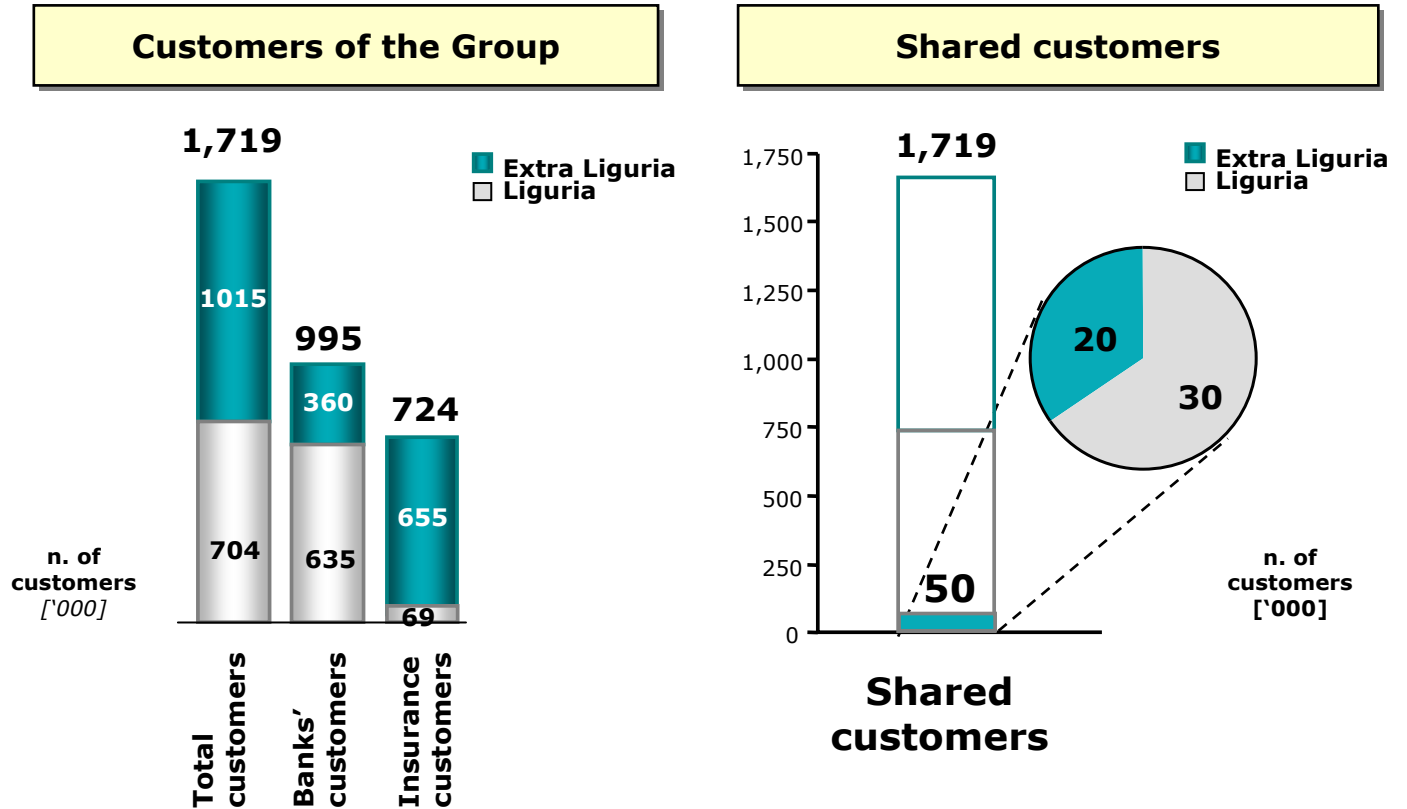 Customers of the Group
1,719
Extra Liguria
Liguria
1015
995
360
724
704
635
655
69
n. of
customers
[‘000]
Total
customers
Banks’
customers
Insurance
customers
Shared customers
1,719
Extra Liguria
Liguria
1,750
1,500
1,250
1,000
750
500
250
0
20
30
50
n. of
customers
[‘000]
Shared
customers